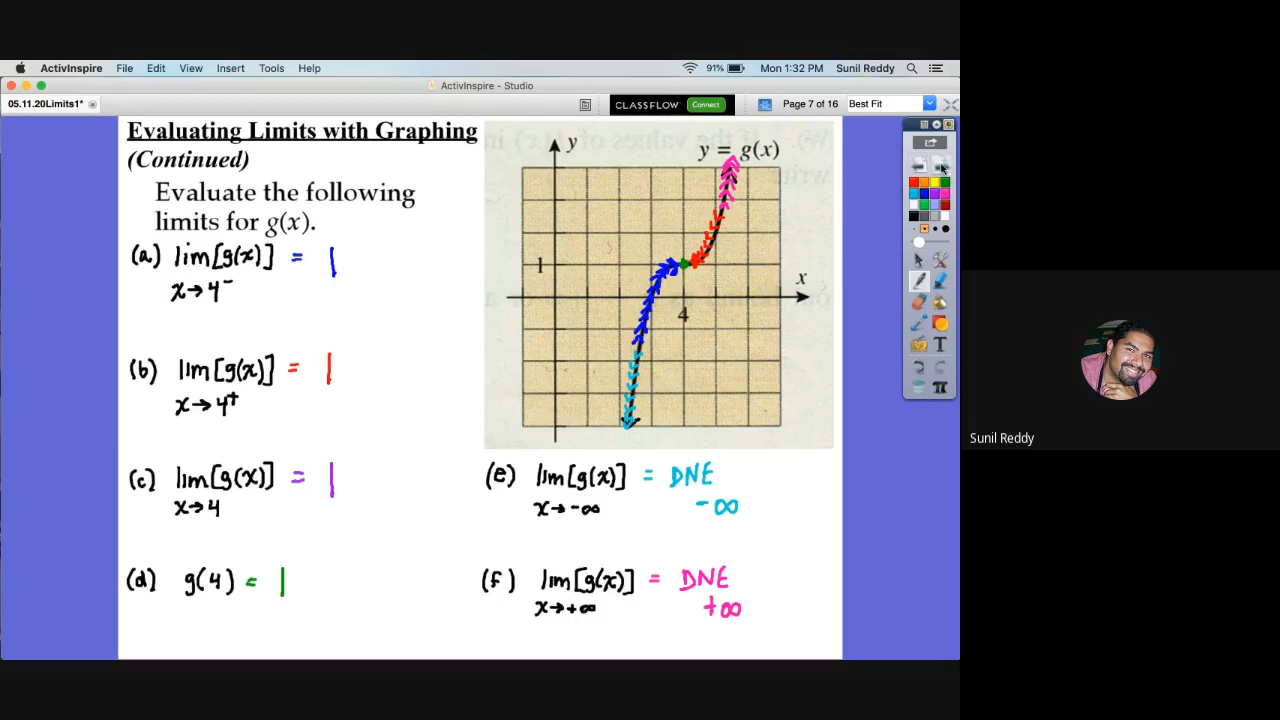 ActivInspire File Edit View Insert Tools Help 91% Mon 1:32 PM Sunil Reddy
ActivInspire - Studio
05.11.20Limits1* CLASSFLOW Connect Page 7 of 16 Best Fit
Evaluating Limits with Graphing
(Continued)
Evaluate the following
limits for g(x).
(a) lim[g(x)] = 1
x→4⁻
(b) lim[g(x)] = 1
x→4⁺
(c) lim[g(x)] = 1
x→4
(d) g(4) = 1
y
y = g(x)
1
x
4
(e) lim[g(x)] = DNE
x→-∞ -∞
(f) lim[g(x)] = DNE
x→+∞ +∞
T
π
Sunil Reddy